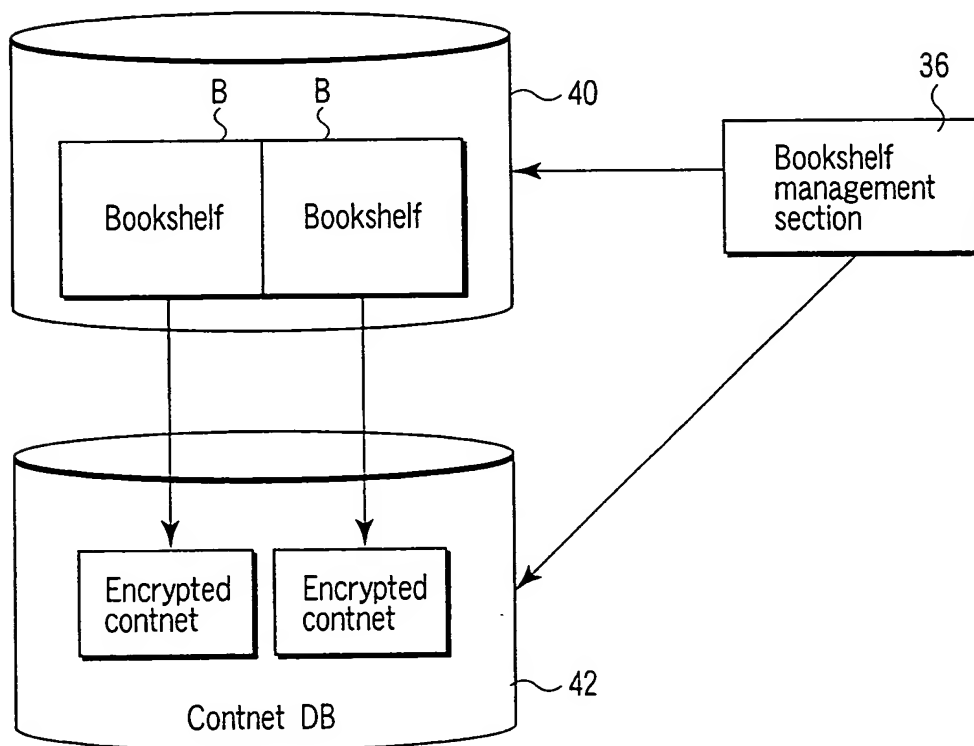 B B
40
36
Bookshelf
management
section
Bookshelf Bookshelf
Encrypted
contnet
Encrypted
contnet
42
Contnet DB